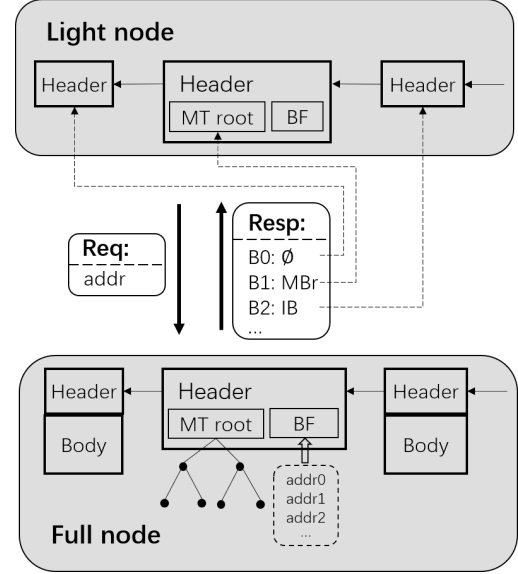 Light node
Header
Header
Header
MT root
BF
Req:
addr
Resp:
B0: Ø
B1: MBr
B2: IB
...
Header
Header
Header
MT root
BF
Body
Body
addr0
addr1
addr2
...
Full node